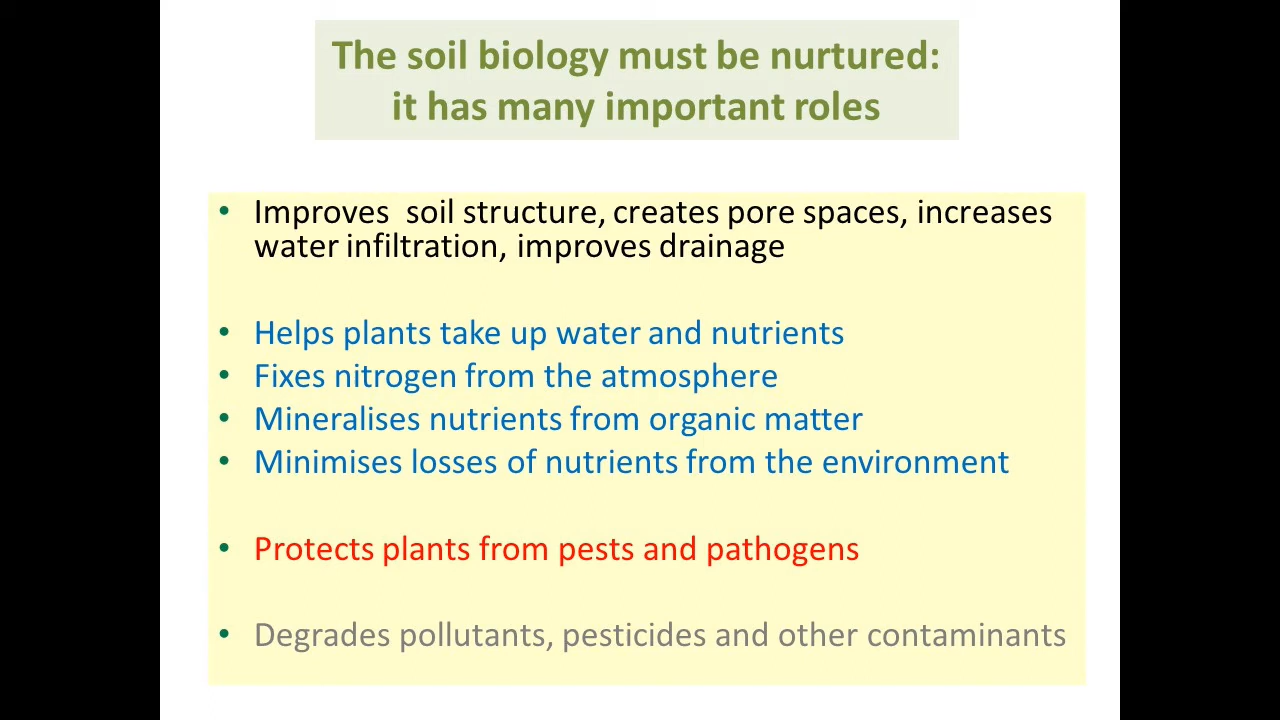 The soil biology must be nurtured:
it has many important roles
• Improves  soil structure, creates pore spaces, increases
water infiltration, improves drainage
• Helps plants take up water and nutrients
• Fixes nitrogen from the atmosphere
• Mineralises nutrients from organic matter
• Minimises losses of nutrients from the environment
• Protects plants from pests and pathogens
• Degrades pollutants, pesticides and other contaminants